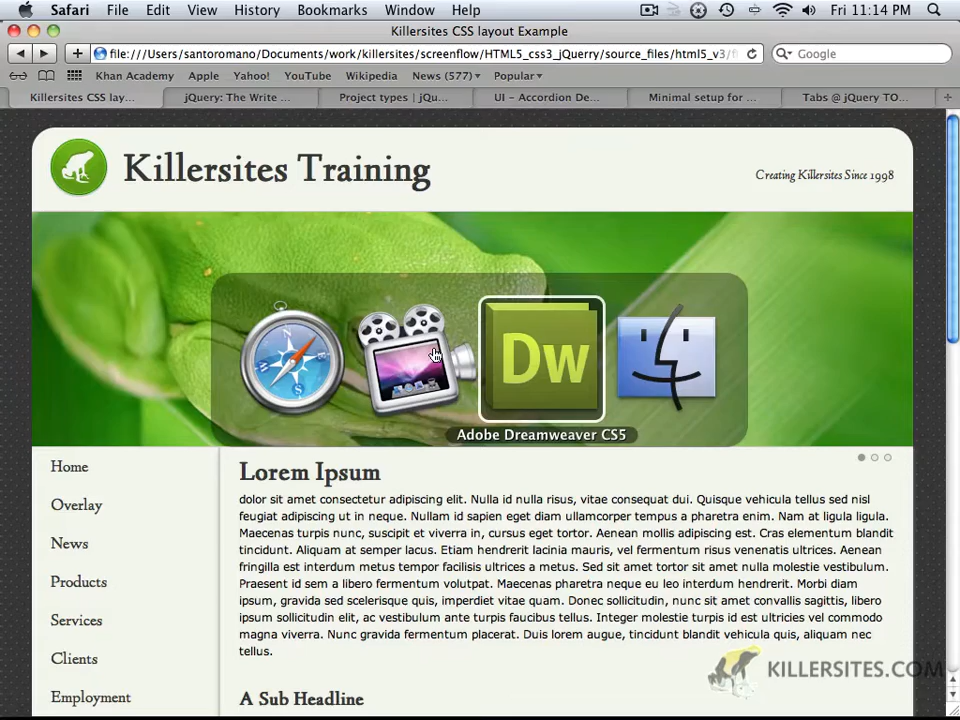 Safari File Edit View History Bookmarks Window Help Fri 11:14 PM
Killersites CSS layout Example
file:///Users/santoromano/Documents/work/killersites/screenflow/HTML5_css3_jQuerry/source_files/html5_v3/ Google
Khan Academy Apple Yahoo! YouTube Wikipedia News (577) Popular
Killersites CSS lay... jQuery: The Write ... Project types | jQu... UI - Accordion De... Minimal setup for ... Tabs @ jQuery TO...
Killersites Training
Creating Killersites Since 1998
Dw
Adobe Dreamweaver CS5
Home
Overlay
News
Products
Services
Clients
Employment
Lorem Ipsum
dolor sit amet consectetur adipiscing elit. Nulla id nulla risus, vitae consequat dui. Quisque vehicula tellus sed nisl
feugiat adipiscing ut in neque. Nullam id sapien eget diam ullamcorper tempus a pharetra enim. Nam at ligula ligula.
Maecenas turpis nunc, suscipit et viverra in, cursus eget tortor. Aenean mollis adipiscing est. Cras elementum blandit
tincidunt. Aliquam at semper lacus. Etiam hendrerit lacinia mauris, vel fermentum risus venenatis ultrices. Aenean
fringilla est interdum metus tempor facilisis ultrices a metus. Sed sit amet tortor sit amet nulla molestie vestibulum.
Praesent id sem a libero fermentum volutpat. Maecenas pharetra neque eu leo interdum hendrerit. Morbi diam
ipsum, gravida sed scelerisque quis, imperdiet vitae quam. Donec sollicitudin, nunc sit amet convallis sagittis, libero
ipsum sollicitudin elit, ac vestibulum ante turpis faucibus tellus. Integer molestie turpis id est ultricies vel commodo
magna viverra. Nunc gravida fermentum placerat. Duis lorem augue, tincidunt blandit vehicula quis, aliquam nec
tellus.
A Sub Headline
KILLERSITES.COM